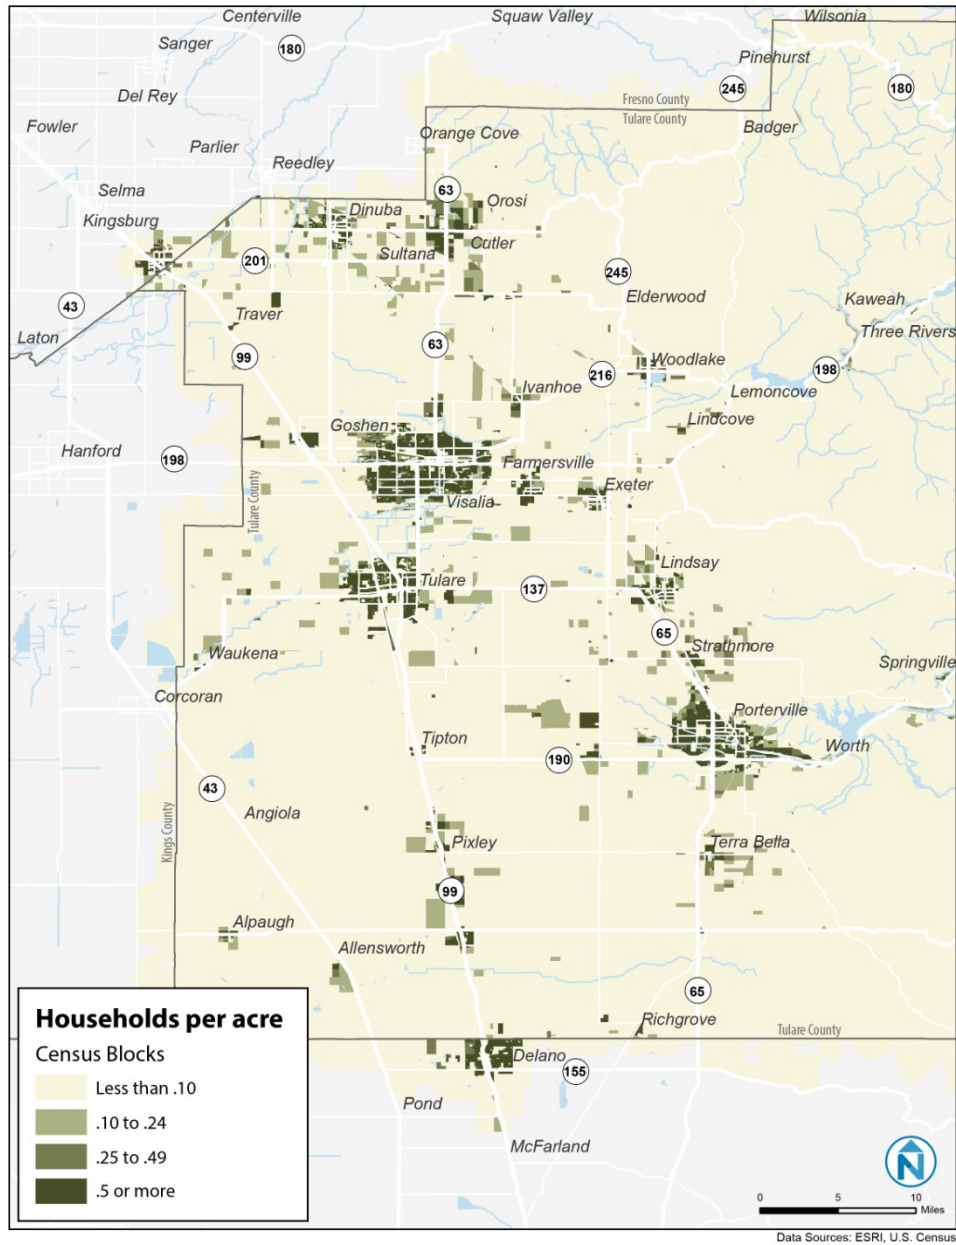 Centerville
Squaw Valley
Wilsonia
Sanger
180
Pinehurst
Del Rey
245
180
Fresno County
Tulare County
Fowler
Orange Cove
Badger
Parlier
Reedley
Selma
63
Orosi
Kingsburg
Dinuba
Cutler
Sultana
201
245
43
Elderwood
Kaweah
Traver
Three Rivers
Laton
99
63
Woodlake
216
198
Ivanhoe
Lemoncove
Lindcove
Goshen
Hanford
198
Farmersville
Exeter
Visalia
Tulare County
Lindsay
Tulare
137
65
Strathmore
Waukena
Springville
Corcoran
Porterville
Tipton
Worth
190
43
Angiola
Kings County
Pixley
Terra Bella
99
Alpaugh
Allensworth
65
Richgrove
Tulare County
Households per acre
Census Blocks
Less than .10
.10 to .24
.25 to .49
.5 or more
Delano
155
Pond
McFarland
N
0 5 10
Miles
Data Sources: ESRI, U.S. Census